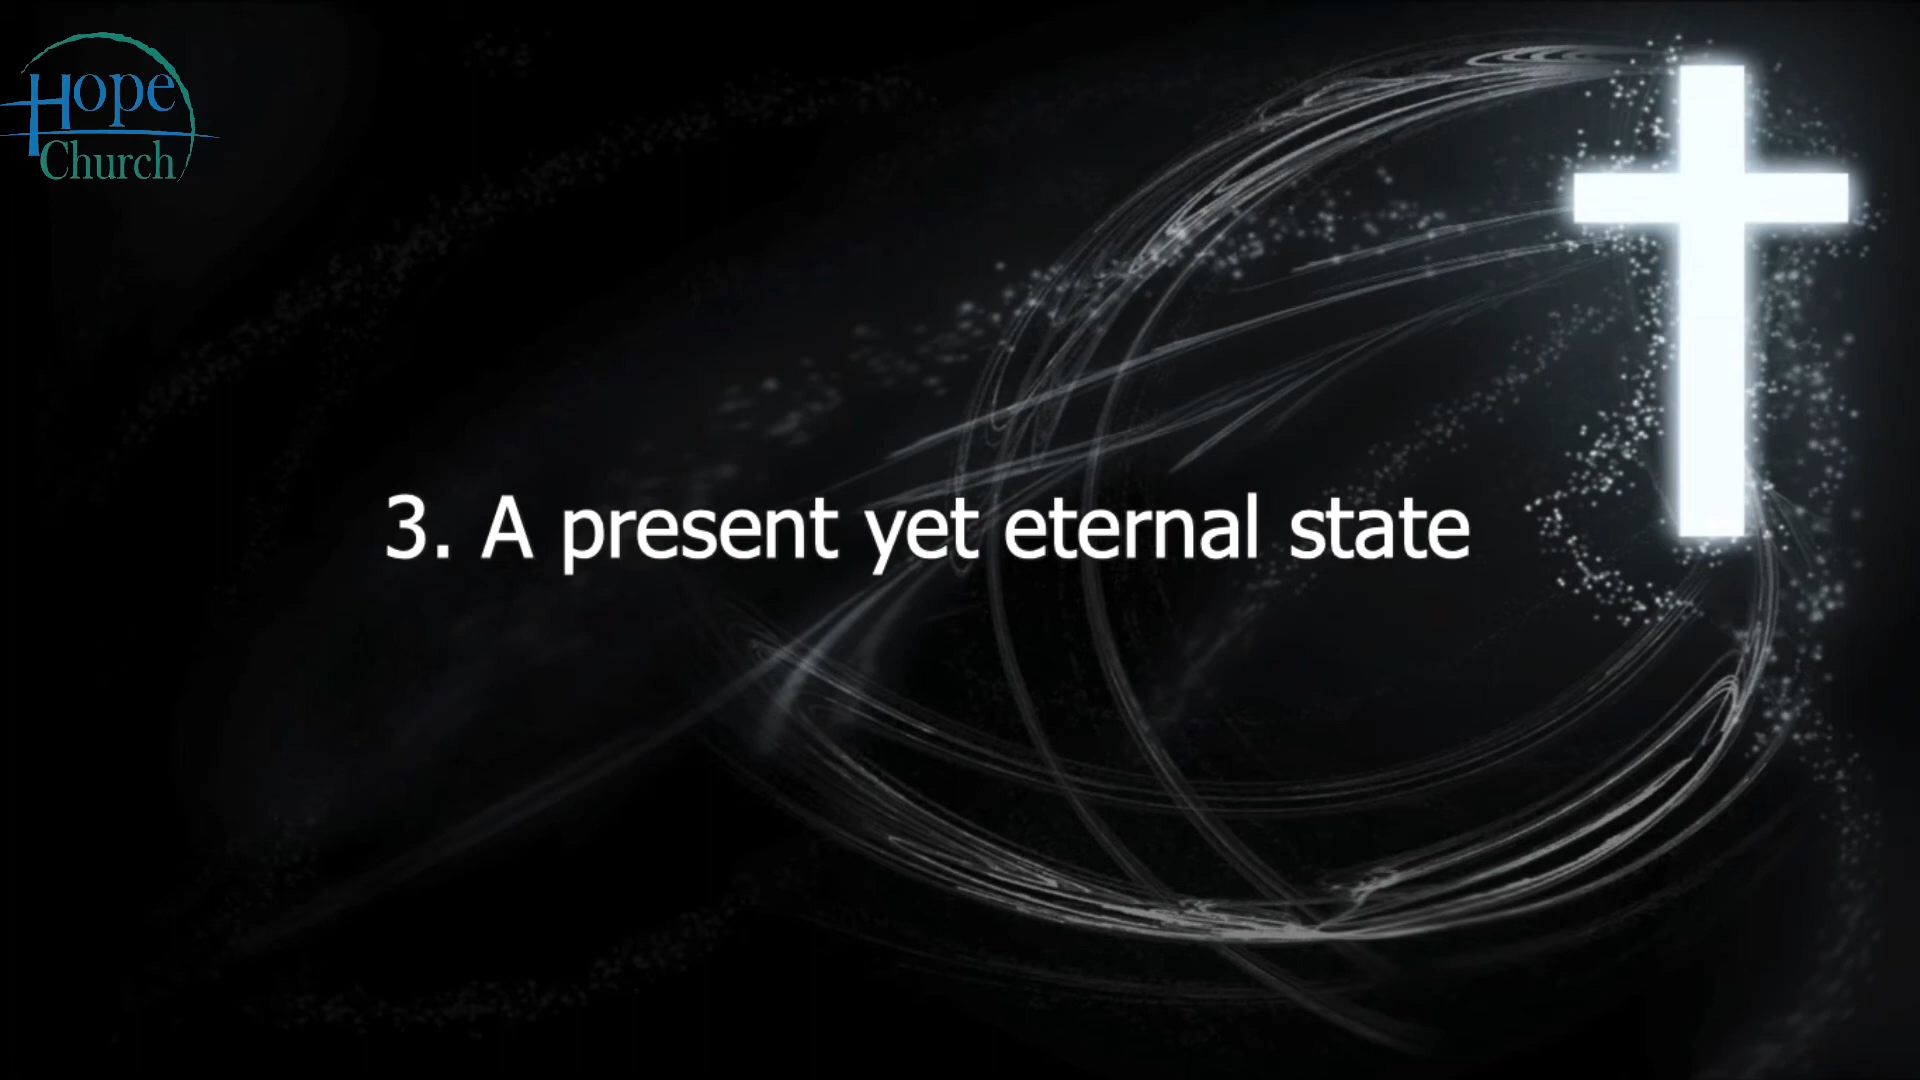 Hope
Church
3. A present yet eternal state